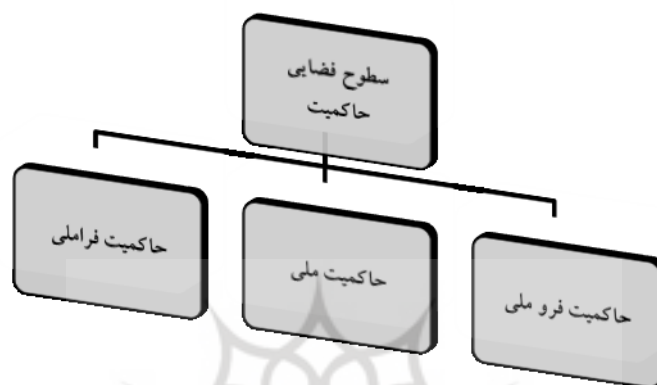 سطوح فضایی
حاکمیت
حاکمیت فرو ملی
حاکمیت ملی
حاکمیت فراملی